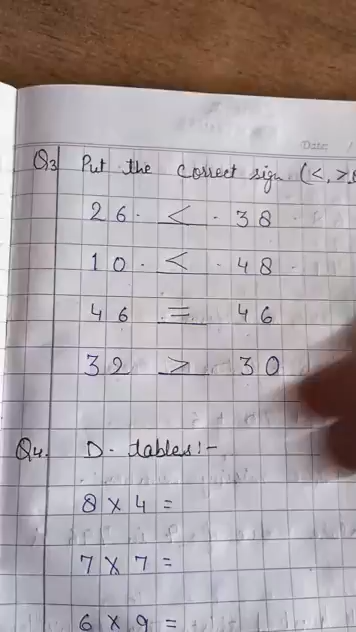 Date:
Q3 Put the correct sign (<, >,
26 < 38
10 < 48
46 = 46
32 > 30
Q4. D. tables:-
8 × 4 =
7 × 7 =
6 × 9 =